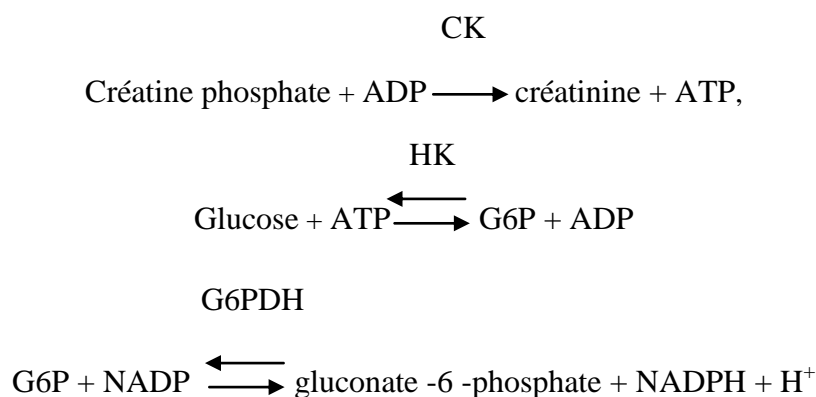 CK
Créatine phosphate + ADP ⟶ créatinine + ATP,
HK
Glucose + ATP ⇄ G6P + ADP
G6PDH
G6P + NADP ⇄ gluconate -6 -phosphate + NADPH + H⁺